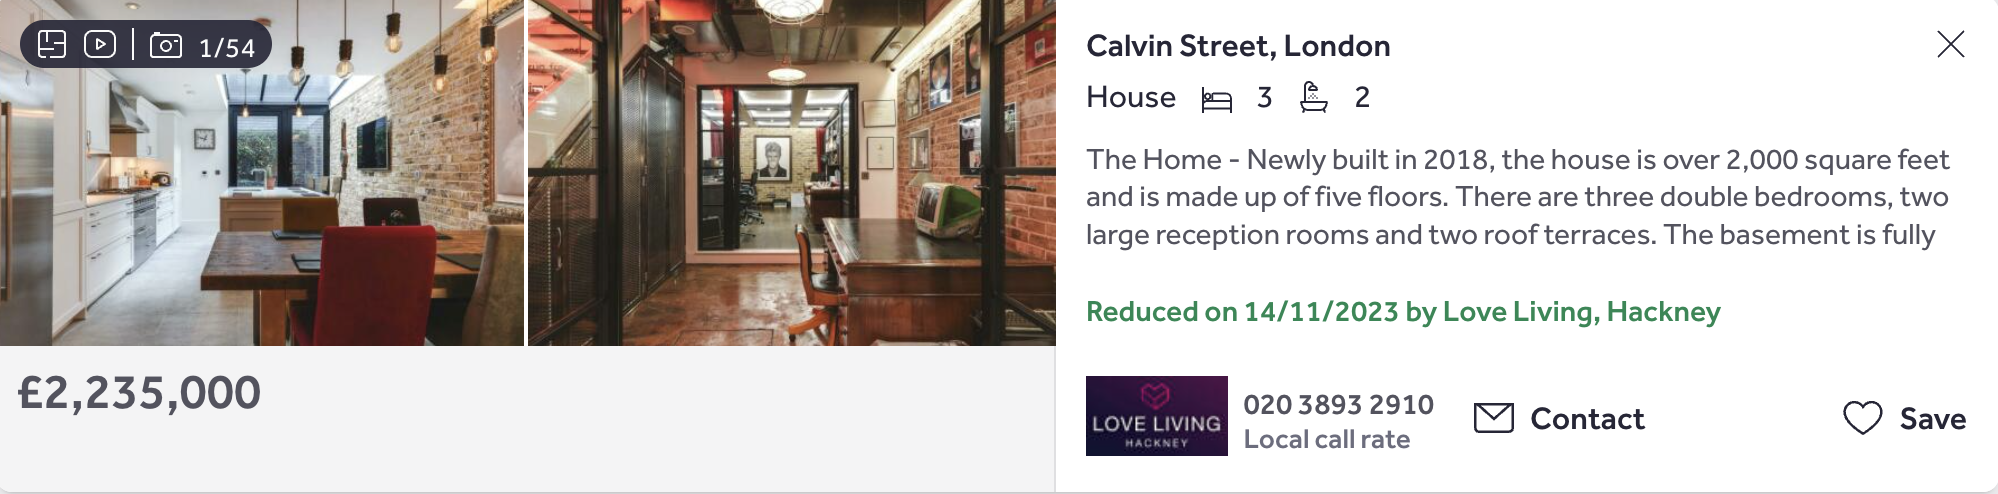 1/54
£2,235,000
Calvin Street, London
House 3 2
The Home - Newly built in 2018, the house is over 2,000 square feet
and is made up of five floors. There are three double bedrooms, two
large reception rooms and two roof terraces. The basement is fully
Reduced on 14/11/2023 by Love Living, Hackney
LOVE LIVING
HACKNEY
020 3893 2910
Local call rate
Contact
Save